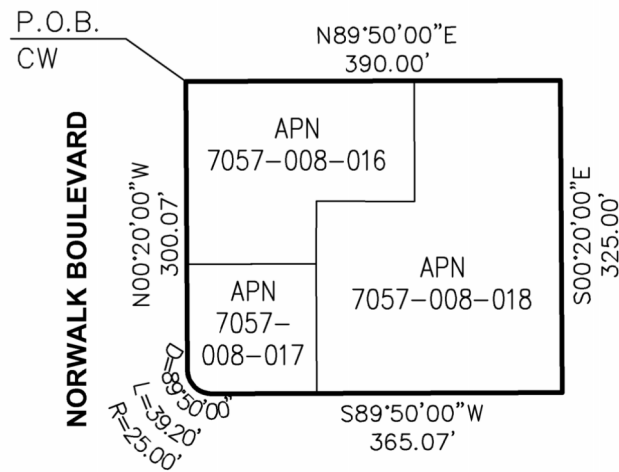 P.O.B.
CW
N89°50'00"E
390.00'
APN
7057-008-016
NORWALK BOULEVARD
N00°20'00"W
300.07'
S00°20'00"E
325.00'
APN
7057-008-018
APN
7057-
008-017
D=89°50'00"
L=39.20'
R=25.00'
S89°50'00"W
365.07'